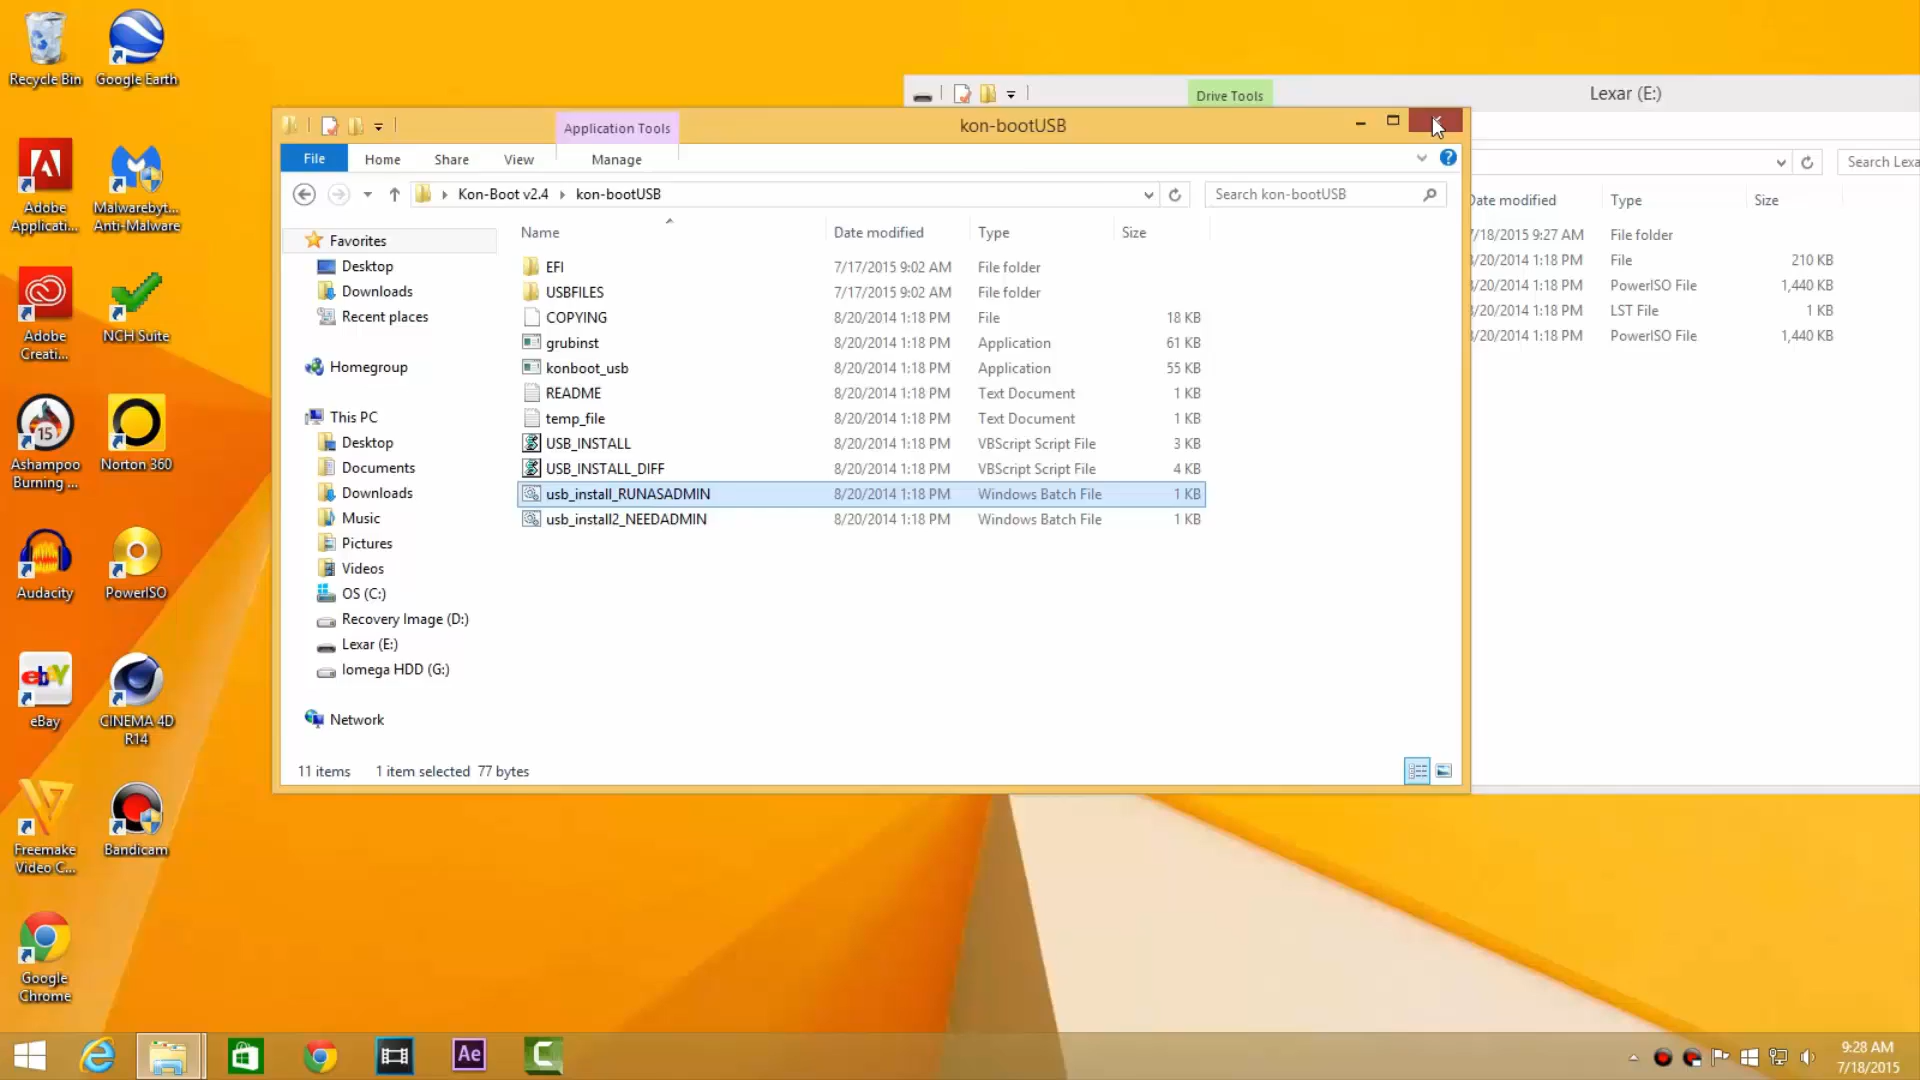 Recycle Bin
Google Earth
Adobe Applicati...
Malwarebyt... Anti-Malware
Adobe Creati...
NCH Suite
Ashampoo Burning ...
Norton 360
Audacity
PowerISO
eBay
CINEMA 4D R14
Freemake Video C...
Bandicam
Google Chrome
Drive Tools
Lexar (E:)
Application Tools
kon-bootUSB
File Home Share View Manage
Kon-Boot v2.4 kon-bootUSB
Search kon-bootUSB
Search Lexa
Name Date modified Type Size
Favorites
Desktop
Downloads
Recent places
Homegroup
This PC
Desktop
Documents
Downloads
Music
Pictures
Videos
OS (C:)
Recovery Image (D:)
Lexar (E:)
Iomega HDD (G:)
Network
EFI 7/17/2015 9:02 AM File folder
USBFILES 7/17/2015 9:02 AM File folder
COPYING 8/20/2014 1:18 PM File 18 KB
grubinst 8/20/2014 1:18 PM Application 61 KB
konboot_usb 8/20/2014 1:18 PM Application 55 KB
README 8/20/2014 1:18 PM Text Document 1 KB
temp_file 8/20/2014 1:18 PM Text Document 1 KB
USB_INSTALL 8/20/2014 1:18 PM VBScript Script File 3 KB
USB_INSTALL_DIFF 8/20/2014 1:18 PM VBScript Script File 4 KB
usb_install_RUNASADMIN 8/20/2014 1:18 PM Windows Batch File 1 KB
usb_install2_NEEDADMIN 8/20/2014 1:18 PM Windows Batch File 1 KB
11 items 1 item selected 77 bytes
Date modified Type Size
7/18/2015 9:27 AM File folder
/20/2014 1:18 PM File 210 KB
/20/2014 1:18 PM PowerISO File 1,440 KB
/20/2014 1:18 PM LST File 1 KB
/20/2014 1:18 PM PowerISO File 1,440 KB
Ae
9:28 AM
7/18/2015